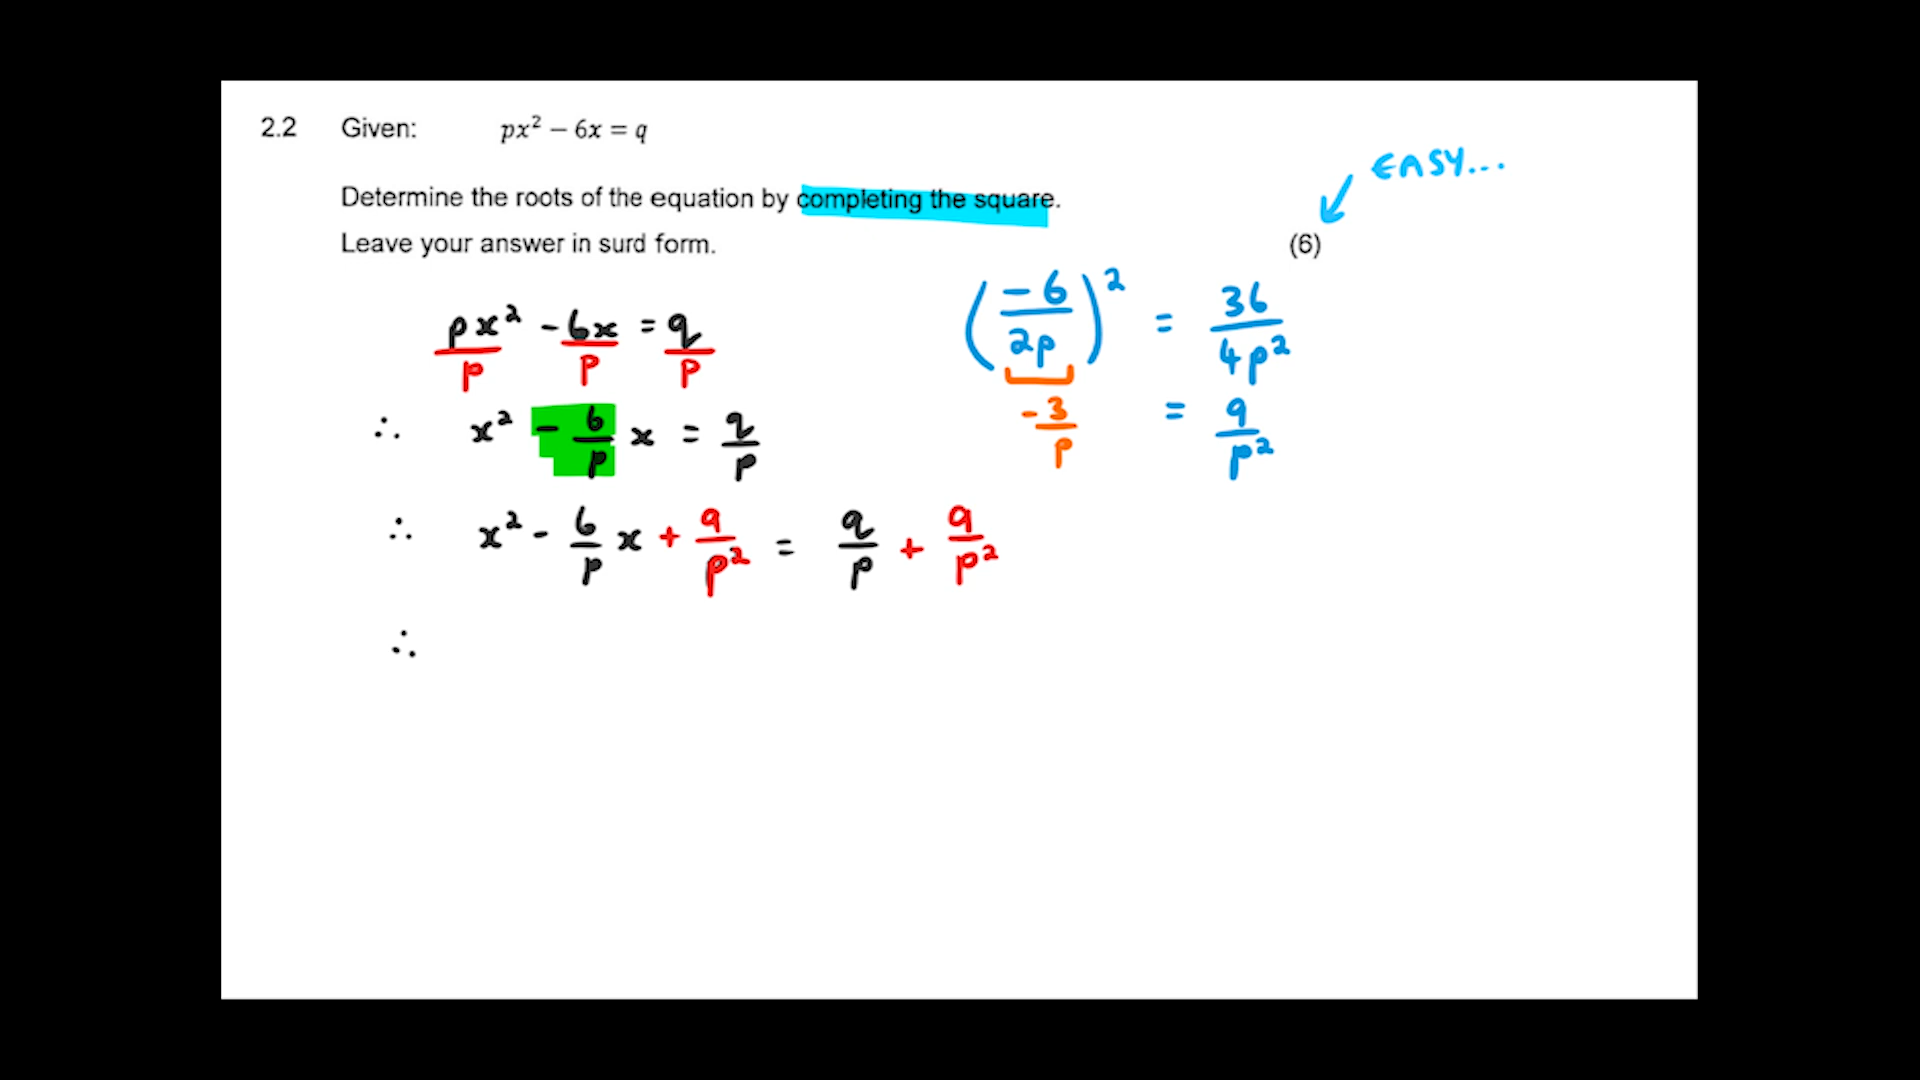 2.2 Given: px² – 6x = q
EASY...
Determine the roots of the equation by completing the square.
Leave your answer in surd form. (6)
px²/p - 6x/p = q/p
(-6/2p)² = 36/4p²
-3/p
= 9/p²
∴ x² - 6/p x = q/p
∴ x² - 6/p x + 9/p² = q/p + 9/p²
∴